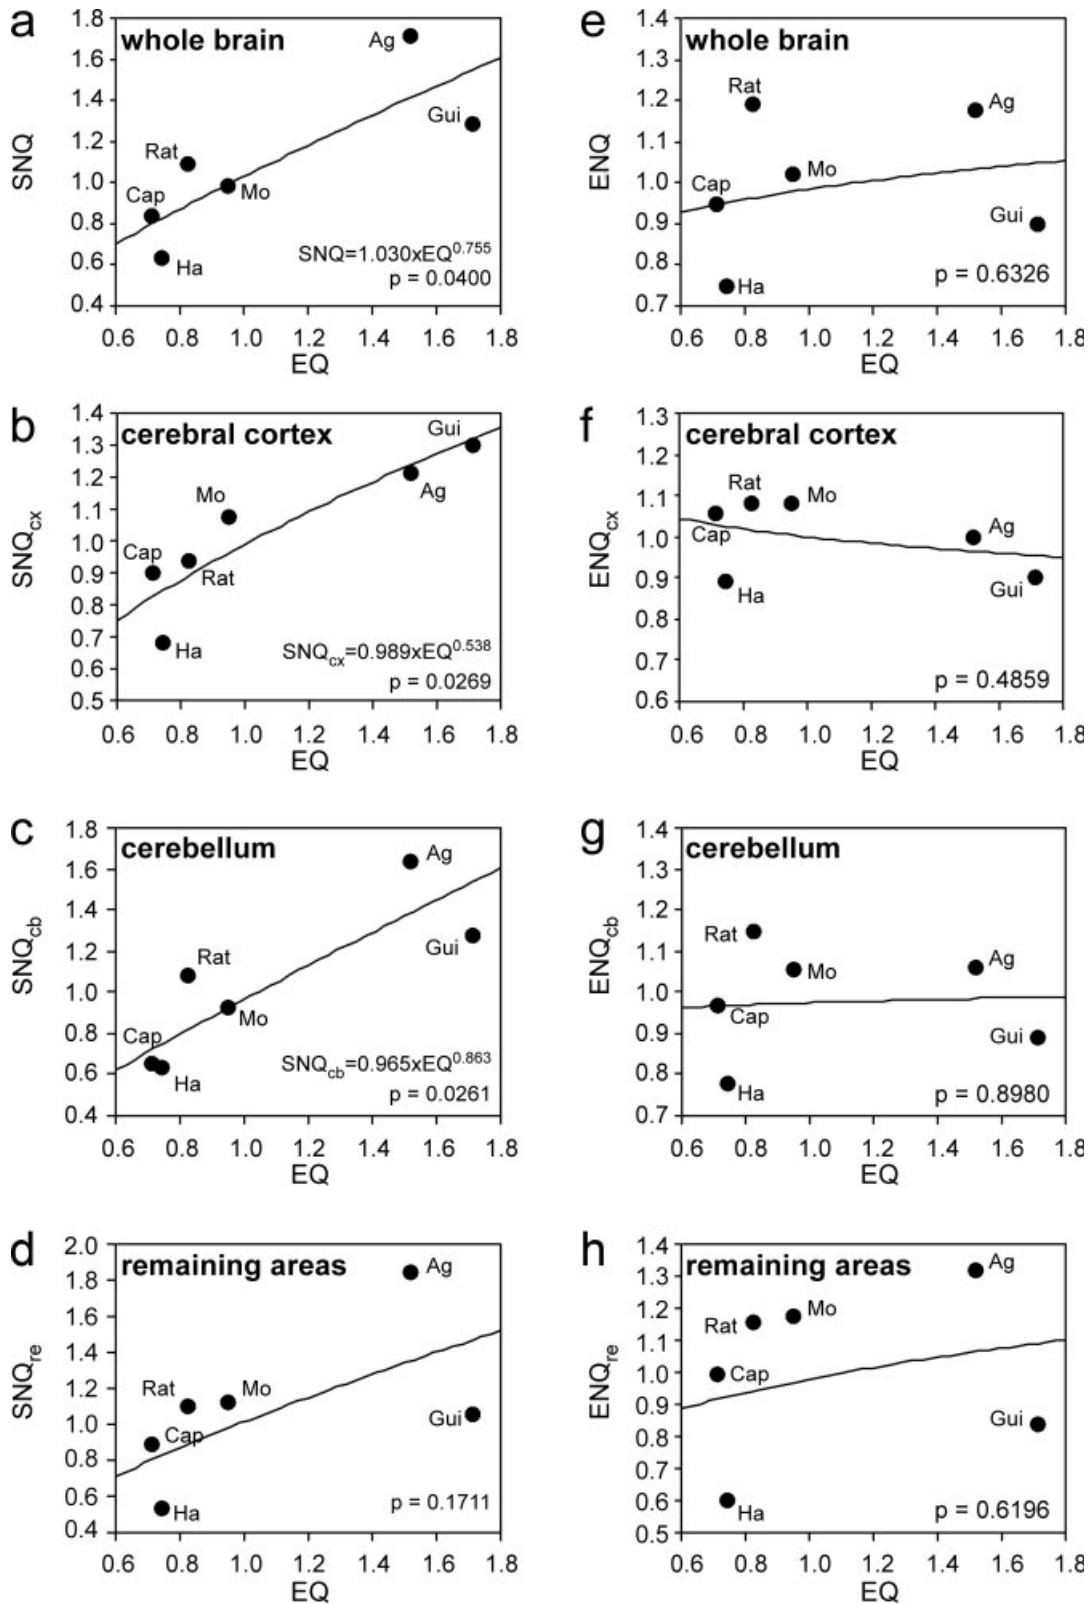 a
whole brain
1.8
1.6
1.4
1.2
1.0
0.8
0.6
0.4
SNQ
Ag
Gui
Rat
Mo
Cap
Ha
SNQ=1.030xEQ^0.755
p = 0.0400
0.6 0.8 1.0 1.2 1.4 1.6 1.8
EQ
e
whole brain
1.4
1.3
1.2
1.1
1.0
0.9
0.8
0.7
ENQ
Rat
Ag
Mo
Cap
Gui
Ha
p = 0.6326
0.6 0.8 1.0 1.2 1.4 1.6 1.8
EQ
b
cerebral cortex
1.4
1.3
1.2
1.1
1.0
0.9
0.8
0.7
0.6
0.5
SNQcx
Gui
Ag
Mo
Cap
Rat
Ha
SNQcx=0.989xEQ^0.538
p = 0.0269
0.6 0.8 1.0 1.2 1.4 1.6 1.8
EQ
f
cerebral cortex
1.3
1.2
1.1
1.0
0.9
0.8
0.7
0.6
ENQcx
Rat
Mo
Cap
Ag
Ha
Gui
p = 0.4859
0.6 0.8 1.0 1.2 1.4 1.6 1.8
EQ
c
cerebellum
1.8
1.6
1.4
1.2
1.0
0.8
0.6
0.4
SNQcb
Ag
Gui
Rat
Mo
Cap
Ha
SNQcb=0.965xEQ^0.863
p = 0.0261
0.6 0.8 1.0 1.2 1.4 1.6 1.8
EQ
g
cerebellum
1.4
1.3
1.2
1.1
1.0
0.9
0.8
0.7
ENQcb
Rat
Mo
Ag
Cap
Gui
Ha
p = 0.8980
0.6 0.8 1.0 1.2 1.4 1.6 1.8
EQ
d
remaining areas
2.0
1.8
1.6
1.4
1.2
1.0
0.8
0.6
0.4
SNQre
Ag
Rat
Mo
Gui
Cap
Ha
p = 0.1711
0.6 0.8 1.0 1.2 1.4 1.6 1.8
EQ
h
remaining areas
1.4
1.3
1.2
1.1
1.0
0.9
0.8
0.7
0.6
0.5
ENQre
Ag
Rat
Mo
Cap
Gui
Ha
p = 0.6196
0.6 0.8 1.0 1.2 1.4 1.6 1.8
EQ